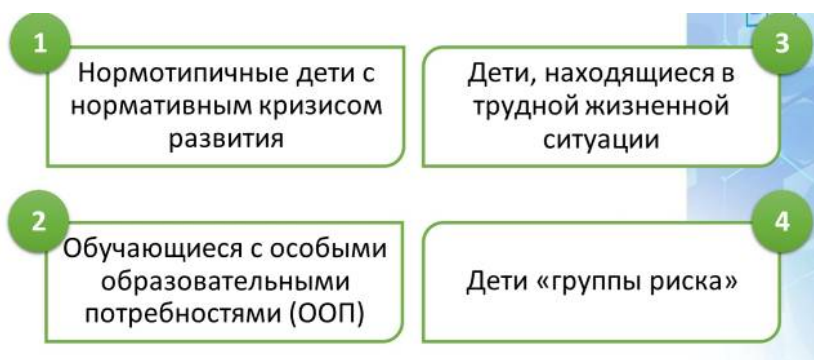 1
Нормотипичные дети с
нормативным кризисом
развития
2
Обучающиеся с особыми
образовательными
потребностями (ООП)
3
Дети, находящиеся в
трудной жизненной
ситуации
4
Дети «группы риска»